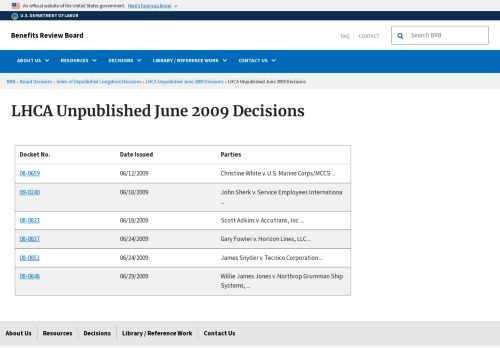 An official website of the United States government. Here's how you know
U.S. DEPARTMENT OF LABOR
Benefits Review Board
FAQ
CONTACT
Search BRB
ABOUT US
RESOURCES
DECISIONS
LIBRARY / REFERENCE WORK
CONTACT US
BRB › Board Decisions › Index of Unpublished Longshore Decisions › LHCA Unpublished June 2009 Decisions › LHCA Unpublished June 2009 Decisions
LHCA Unpublished June 2009 Decisions
Docket No. Date Issued Parties
08-0659 06/12/2009 Christine White v. U.S. Marine Corps/MCCS ...
09-0240 06/18/2009 John Sherk v. Service Employees Internationa
...
08-0833 06/18/2009 Scott Adkins v. Accutrans, Inc ...
08-0837 06/24/2009 Gary Fowler v. Horizon Lines, LLC ...
08-0851 06/24/2009 James Snyder v. Tecnico Corporation ...
08-0848 06/29/2009 Willie James Jones v. Northrop Grumman Ship
Systems, ...
About Us
Resources
Decisions
Library / Reference Work
Contact Us